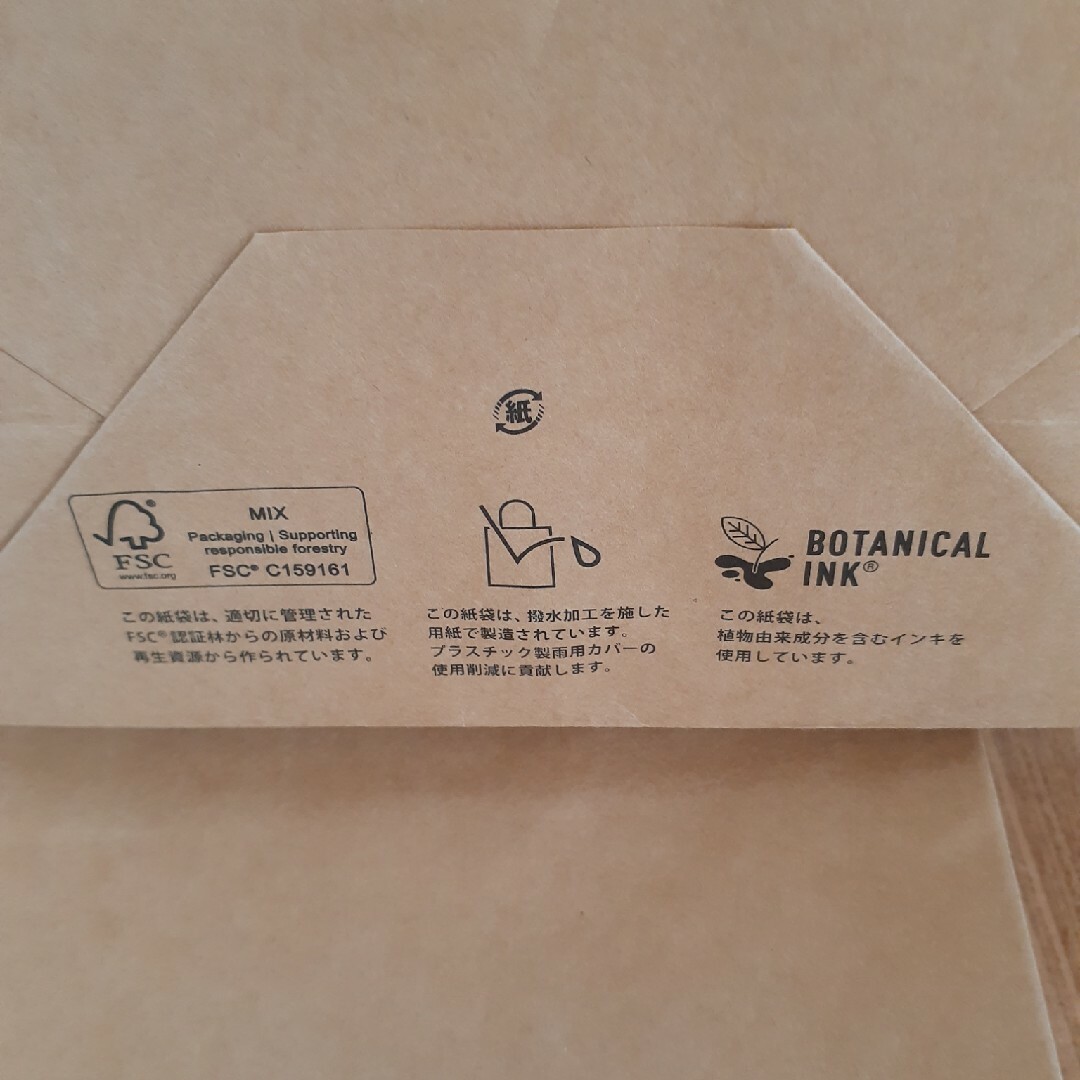 紙
MIX
Packaging | Supporting
responsible forestry
FSC® C159161
FSC
www.fsc.org
この紙袋は、適切に管理された
FSC®認証林からの原材料および
再生資源から作られています。
この紙袋は、撥水加工を施した
用紙で製造されています。
プラスチック製雨用カバーの
使用削減に貢献します。
BOTANICAL
INK®
この紙袋は、
植物由来成分を含むインキを
使用しています。